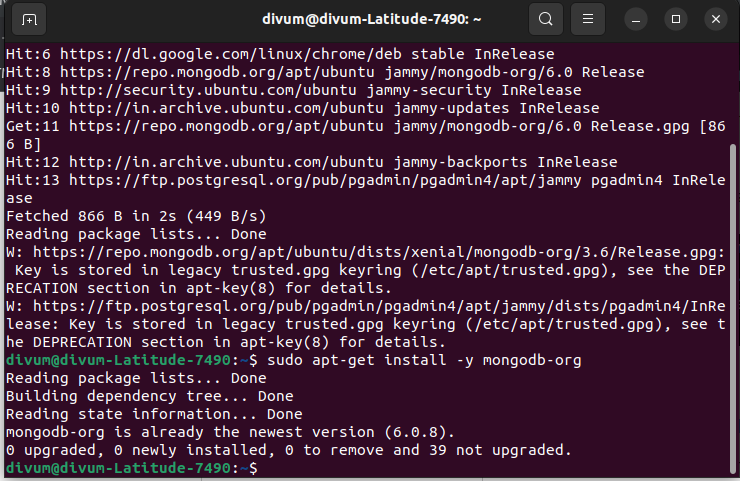 divum@divum-Latitude-7490: ~
Hit:6 https://dl.google.com/linux/chrome/deb stable InRelease
Hit:8 https://repo.mongodb.org/apt/ubuntu jammy/mongodb-org/6.0 Release
Hit:9 http://security.ubuntu.com/ubuntu jammy-security InRelease
Hit:10 http://in.archive.ubuntu.com/ubuntu jammy-updates InRelease
Get:11 https://repo.mongodb.org/apt/ubuntu jammy/mongodb-org/6.0 Release.gpg [86
6 B]
Hit:12 http://in.archive.ubuntu.com/ubuntu jammy-backports InRelease
Hit:13 https://ftp.postgresql.org/pub/pgadmin/pgadmin4/apt/jammy pgadmin4 InRele
ase
Fetched 866 B in 2s (449 B/s)
Reading package lists... Done
W: https://repo.mongodb.org/apt/ubuntu/dists/xenial/mongodb-org/3.6/Release.gpg:
 Key is stored in legacy trusted.gpg keyring (/etc/apt/trusted.gpg), see the DEP
RECATION section in apt-key(8) for details.
W: https://ftp.postgresql.org/pub/pgadmin/pgadmin4/apt/jammy/dists/pgadmin4/InRe
lease: Key is stored in legacy trusted.gpg keyring (/etc/apt/trusted.gpg), see t
he DEPRECATION section in apt-key(8) for details.
divum@divum-Latitude-7490:~$ sudo apt-get install -y mongodb-org
Reading package lists... Done
Building dependency tree... Done
Reading state information... Done
mongodb-org is already the newest version (6.0.8).
0 upgraded, 0 newly installed, 0 to remove and 39 not upgraded.
divum@divum-Latitude-7490:~$